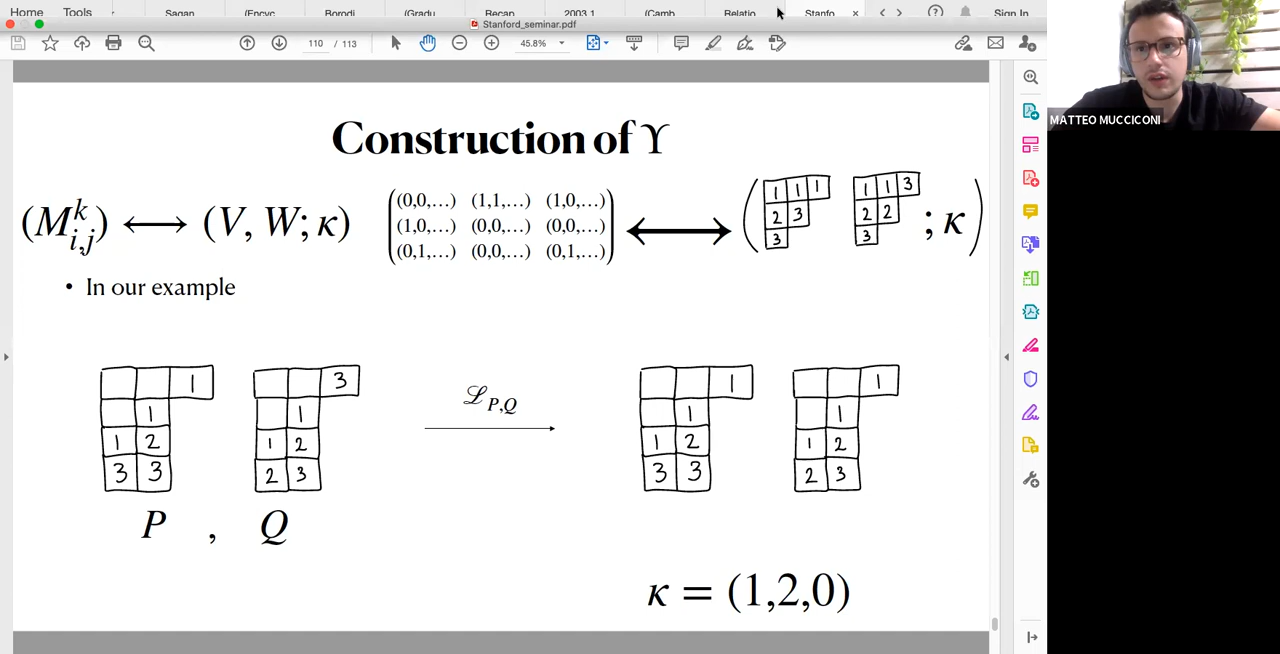 Home Tools Sagan (Encyc Borodi (Gradu Recap 2003.1 (Camb Relatio Stanfo × Sign In
Stanford_seminar.pdf
110 / 113 45.8%
MATTEO MUCCICONI
Construction of ϒ
(M^k_{i,j}) ⟷ (V, W; κ)
(0,0,…) (1,1,…) (1,0,…)
(1,0,…) (0,0,…) (0,0,…)
(0,1,…) (0,0,…) (0,1,…)
⟷
1 1 1
2 3
3
1 1 3
2 2
3
; κ
• In our example
1
1
1 2
3 3
3
1
1 2
2 3
P , Q
ℒ_{P,Q}
1
1
1 2
3 3
1
1
1 2
2 3
κ = (1,2,0)